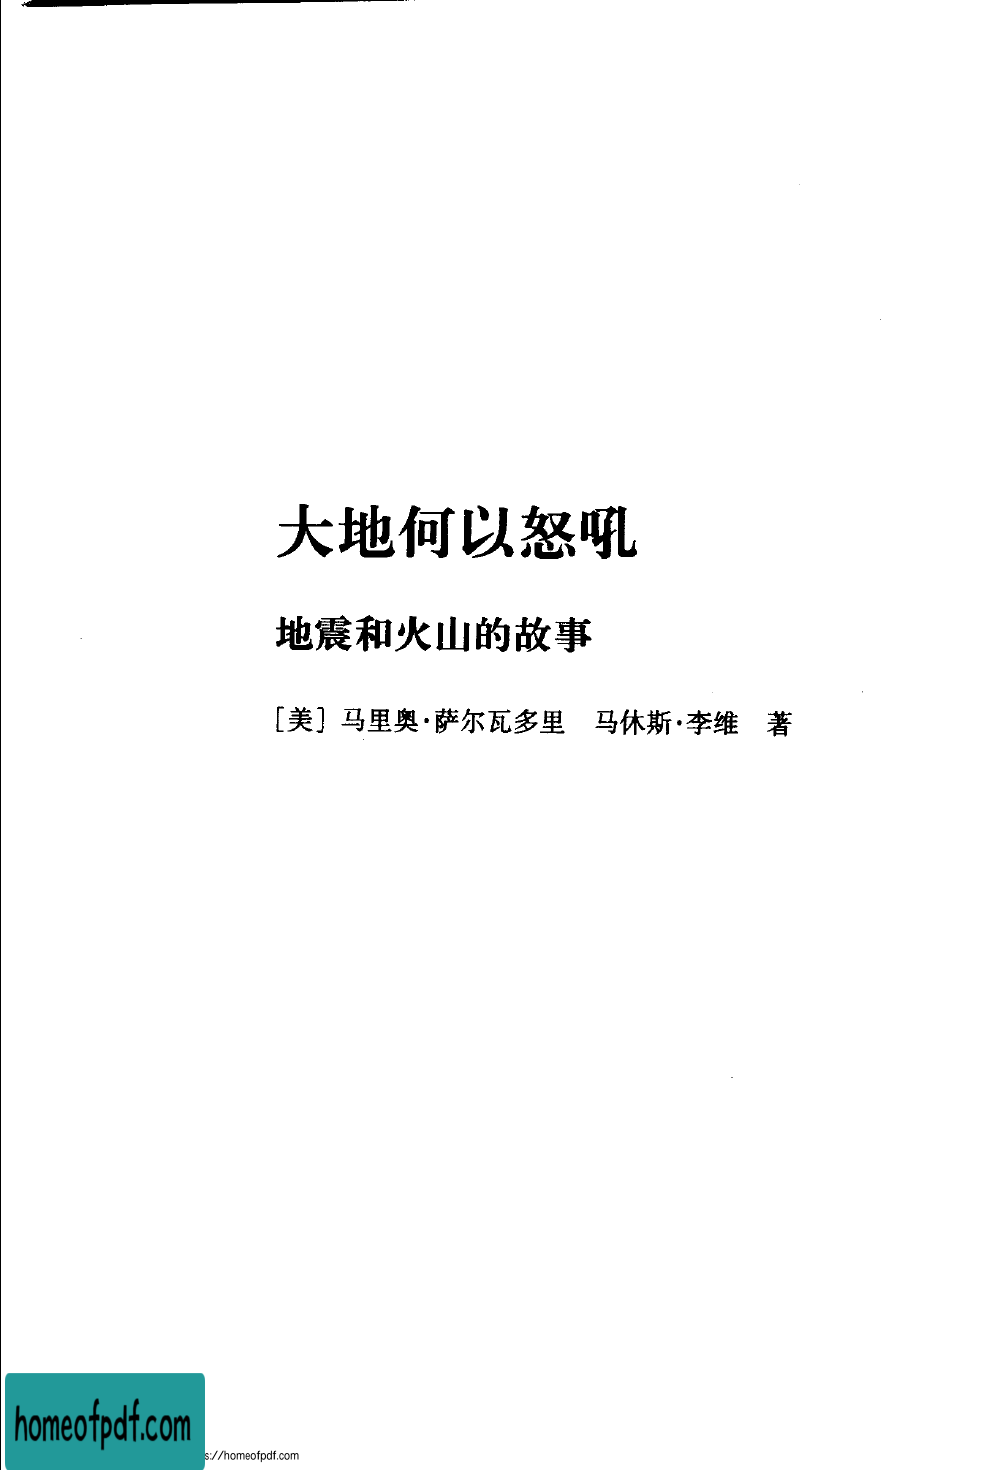 大地何以怒吼
地震和火山的故事
[美] 马里奥·萨尔瓦多里 马休斯·李维 著
homeofpdf.com
s://homeofpdf.com